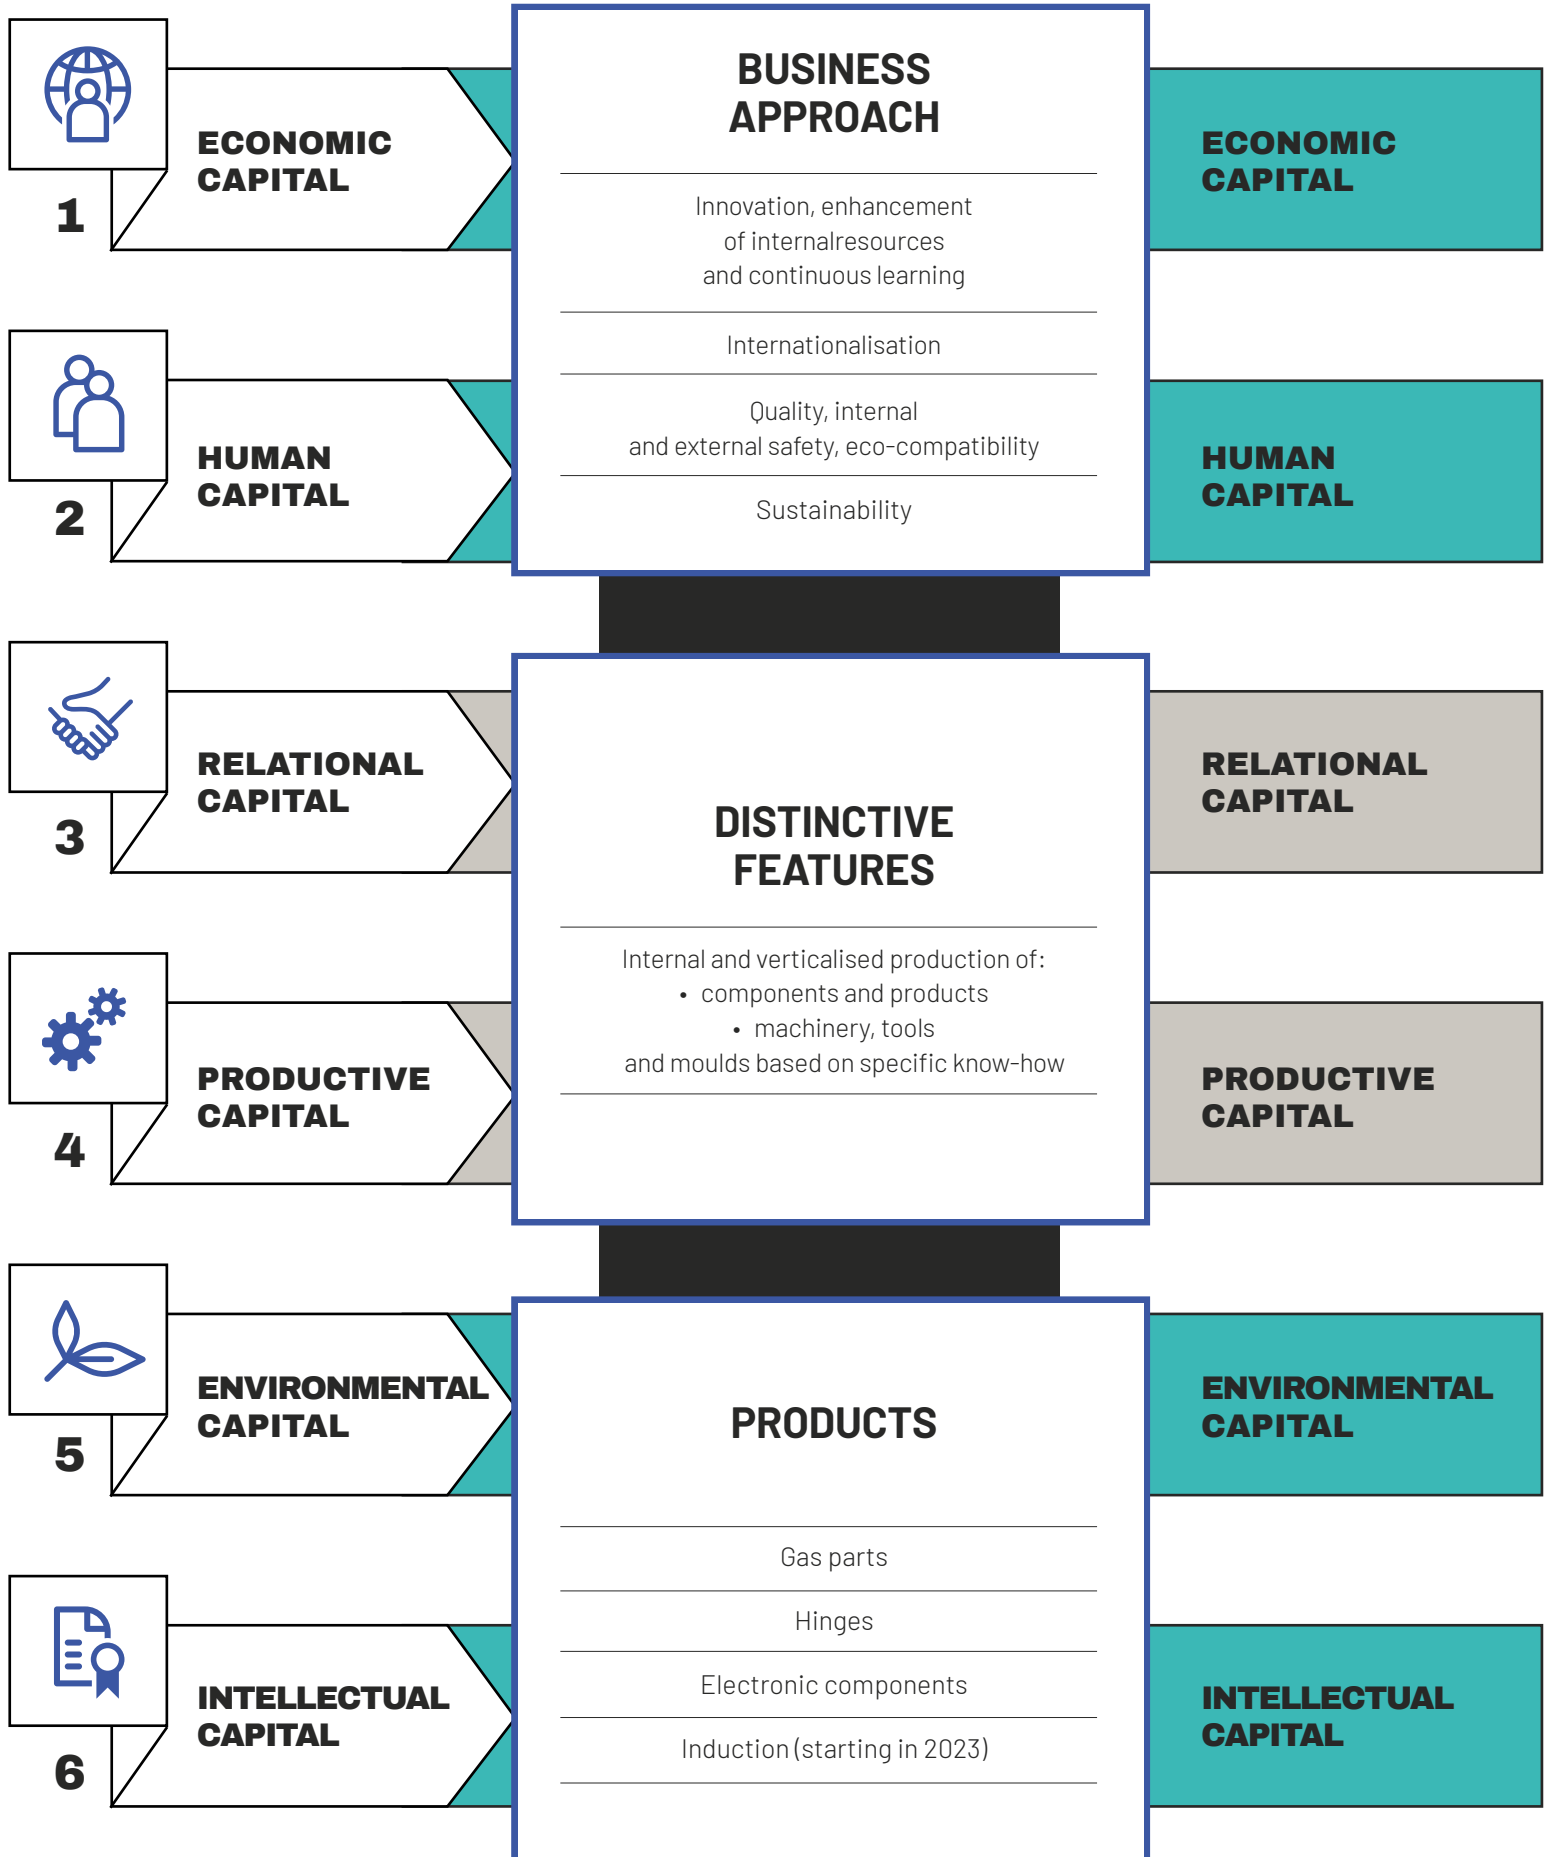 1
ECONOMIC
CAPITAL
2
HUMAN
CAPITAL
3
RELATIONAL
CAPITAL
4
PRODUCTIVE
CAPITAL
5
ENVIRONMENTAL
CAPITAL
6
INTELLECTUAL
CAPITAL
BUSINESS
APPROACH
Innovation, enhancement
of internalresources
and continuous learning
Internationalisation
Quality, internal
and external safety, eco-compatibility
Sustainability
DISTINCTIVE
FEATURES
Internal and verticalised production of:
• components and products
• machinery, tools
and moulds based on specific know-how
PRODUCTS
Gas parts
Hinges
Electronic components
Induction (starting in 2023)
ECONOMIC
CAPITAL
HUMAN
CAPITAL
RELATIONAL
CAPITAL
PRODUCTIVE
CAPITAL
ENVIRONMENTAL
CAPITAL
INTELLECTUAL
CAPITAL